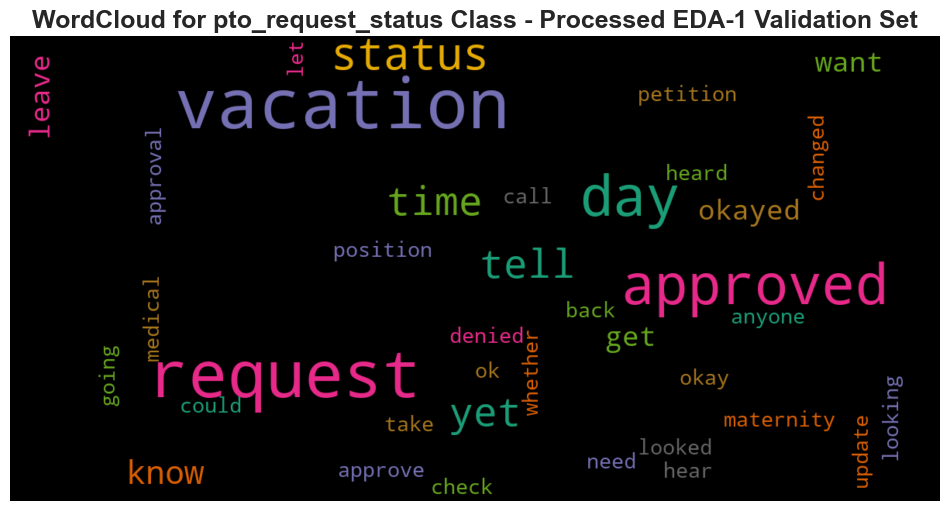 WordCloud for pto_request_status Class - Processed EDA-1 Validation Set
let
status
want
leave
vacation
petition
changed
approval
heard
time
call
day
okayed
position
tell
approved
medical
back
anyone
denied
get
whether
going
request
ok
okay
could
yet
take
maternity
looking
update
looked
know
approve
need
hear
check